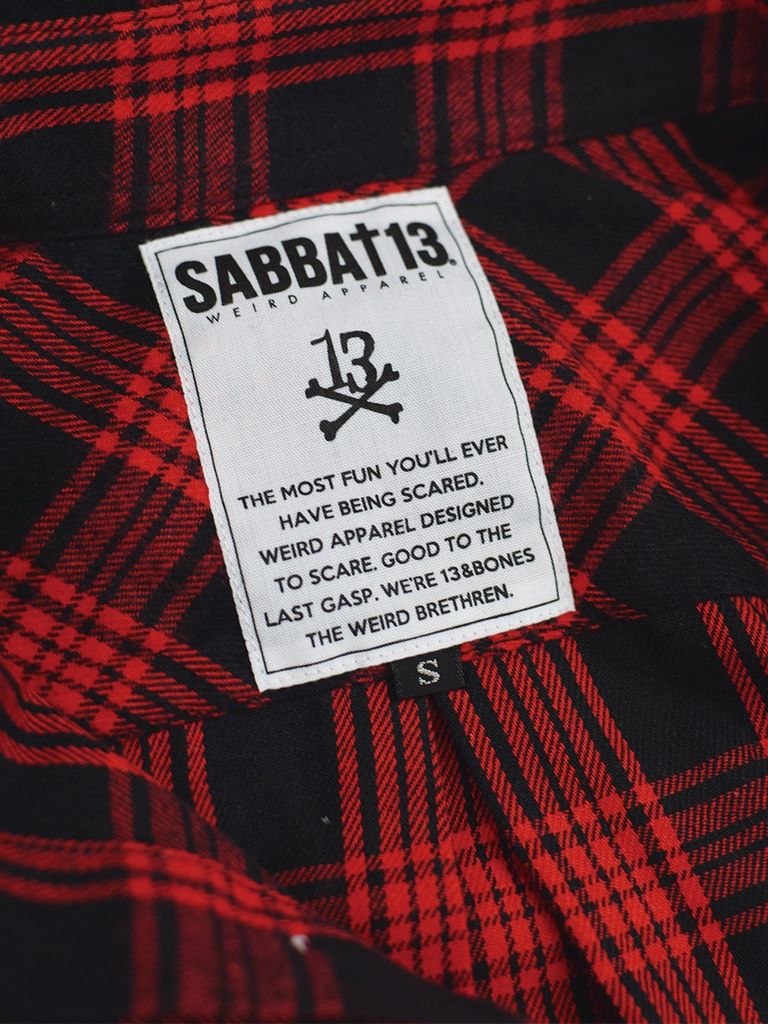 SABBAT13.
WEIRD APPAREL
13
THE MOST FUN YOU'LL EVER
HAVE BEING SCARED.
WEIRD APPAREL DESIGNED
TO SCARE. GOOD TO THE
LAST GASP. WE'RE 13&BONES
THE WEIRD BRETHREN.
S